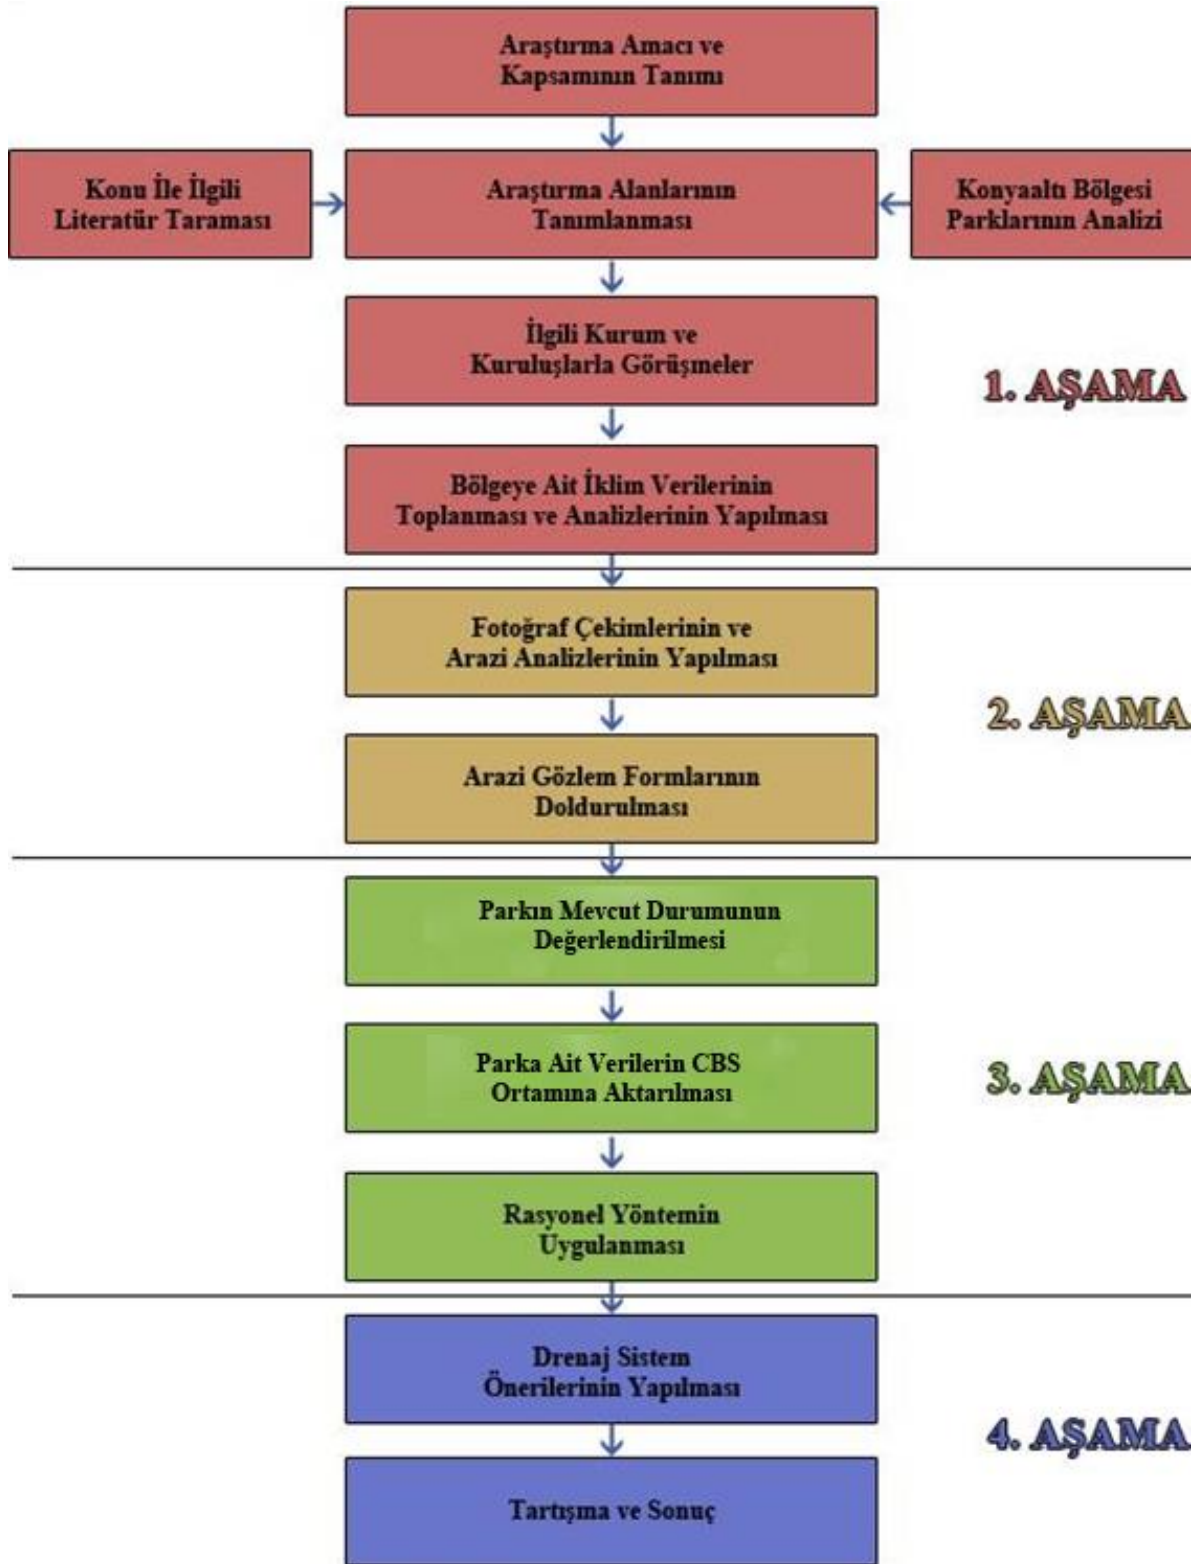 Araştırma Amacı ve
Kapsamının Tanımı
Konu İle İlgili
Literatür Taraması
Araştırma Alanlarının
Tanımlanması
Konyaaltı Bölgesi
Parklarının Analizi
İlgili Kurum ve
Kuruluşlarla Görüşmeler
1. AŞAMA
Bölgeye Ait İklim Verilerinin
Toplanması ve Analizlerinin Yapılması
Fotoğraf Çekimlerinin ve
Arazi Analizlerinin Yapılması
2. AŞAMA
Arazi Gözlem Formlarının
Doldurulması
Parkın Mevcut Durumunun
Değerlendirilmesi
Parka Ait Verilerin CBS
Ortamına Aktarılması
3. AŞAMA
Rasyonel Yöntemin
Uygulanması
Drenaj Sistem
Önerilerinin Yapılması
4. AŞAMA
Tartışma ve Sonuç